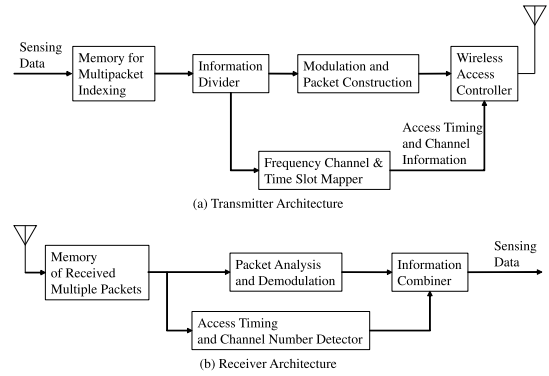 Sensing
Data
Memory for
Multipacket
Indexing
Information
Divider
Modulation and
Packet Construction
Wireless
Access
Controller
Access Timing
and Channel
Information
Frequency Channel &
Time Slot Mapper
(a) Transmitter Architecture
Memory
of Received
Multiple Packets
Packet Analysis
and Demodulation
Information
Combiner
Sensing
Data
Access Timing
and Channel Number Detector
(b) Receiver Architecture